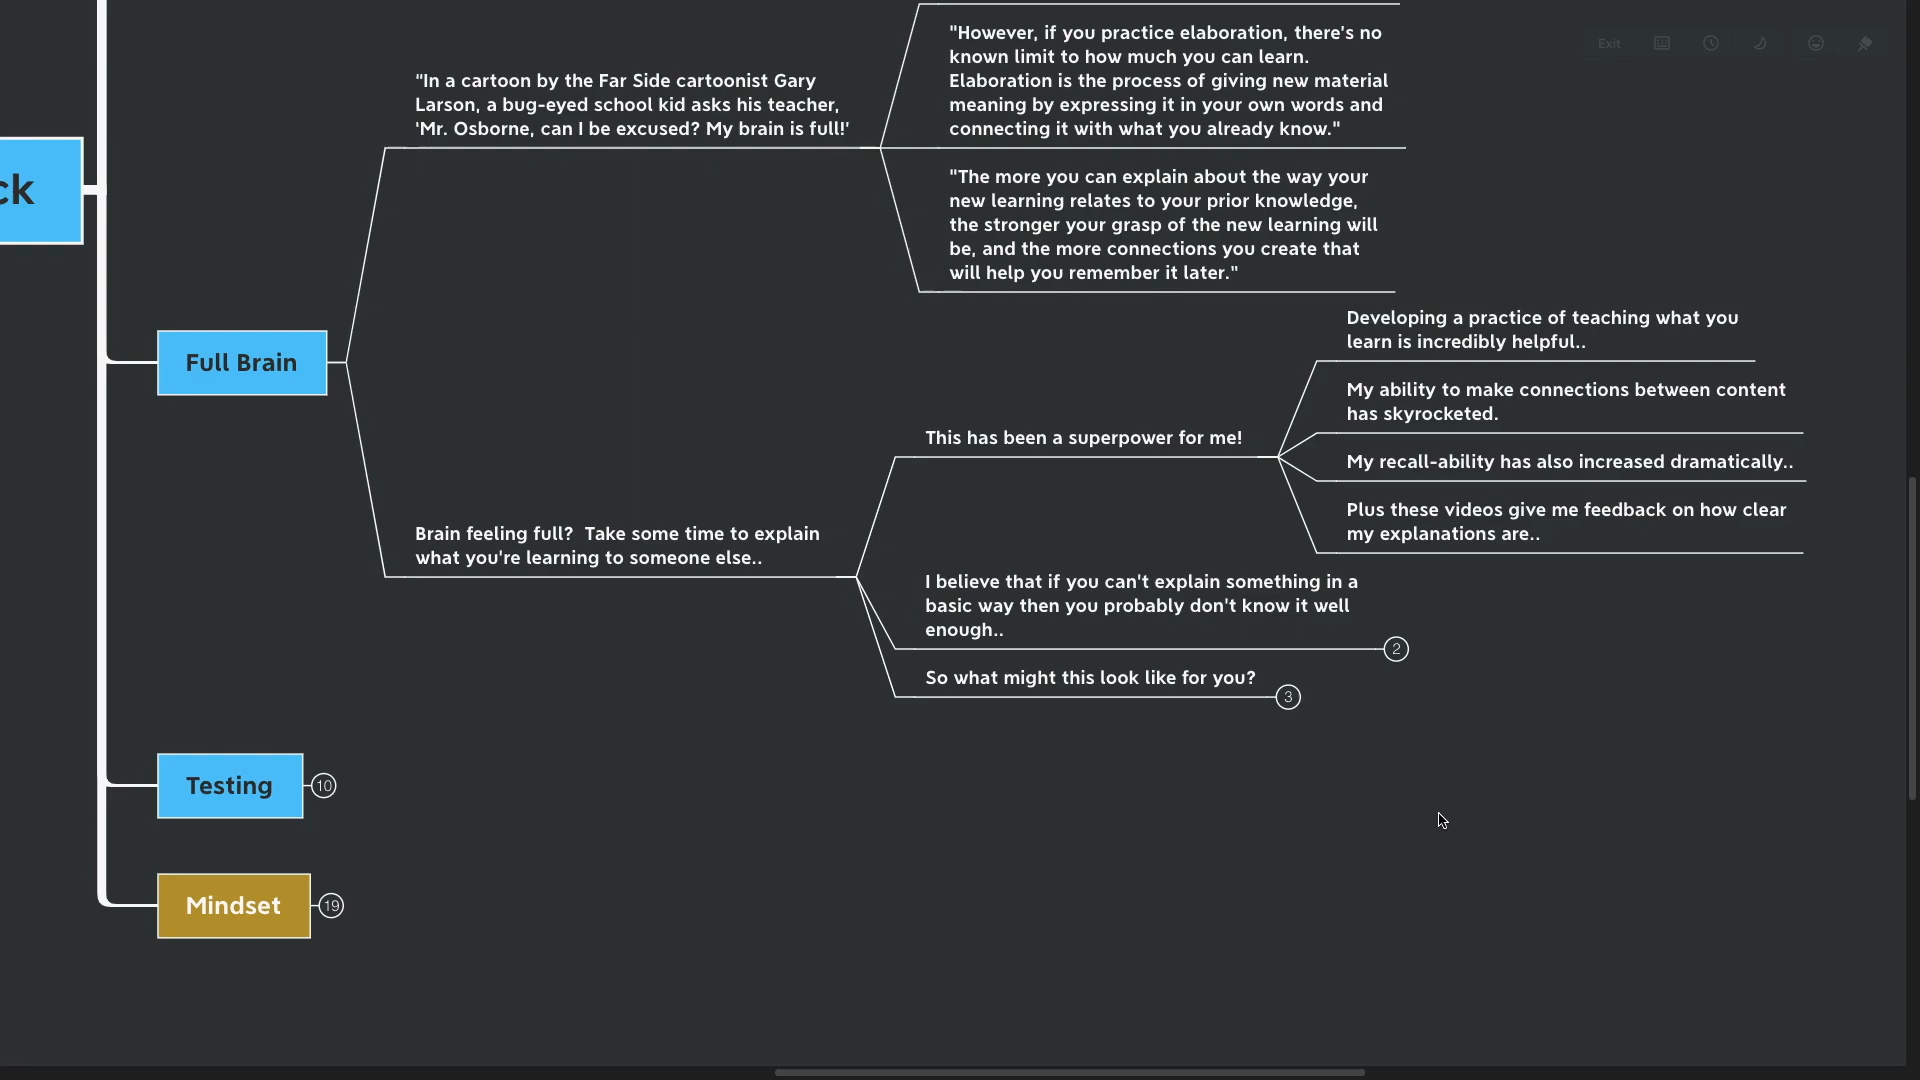 ck
Full Brain
"In a cartoon by the Far Side cartoonist Gary
Larson, a bug-eyed school kid asks his teacher,
'Mr. Osborne, can I be excused? My brain is full!'
"However, if you practice elaboration, there's no
known limit to how much you can learn.
Elaboration is the process of giving new material
meaning by expressing it in your own words and
connecting it with what you already know."
"The more you can explain about the way your
new learning relates to your prior knowledge,
the stronger your grasp of the new learning will
be, and the more connections you create that
will help you remember it later."
Brain feeling full?  Take some time to explain
what you're learning to someone else..
This has been a superpower for me!
Developing a practice of teaching what you
learn is incredibly helpful..
My ability to make connections between content
has skyrocketed.
My recall-ability has also increased dramatically..
Plus these videos give me feedback on how clear
my explanations are..
I believe that if you can't explain something in a
basic way then you probably don't know it well
enough..
2
So what might this look like for you?
3
Testing
10
Mindset
19
Exit